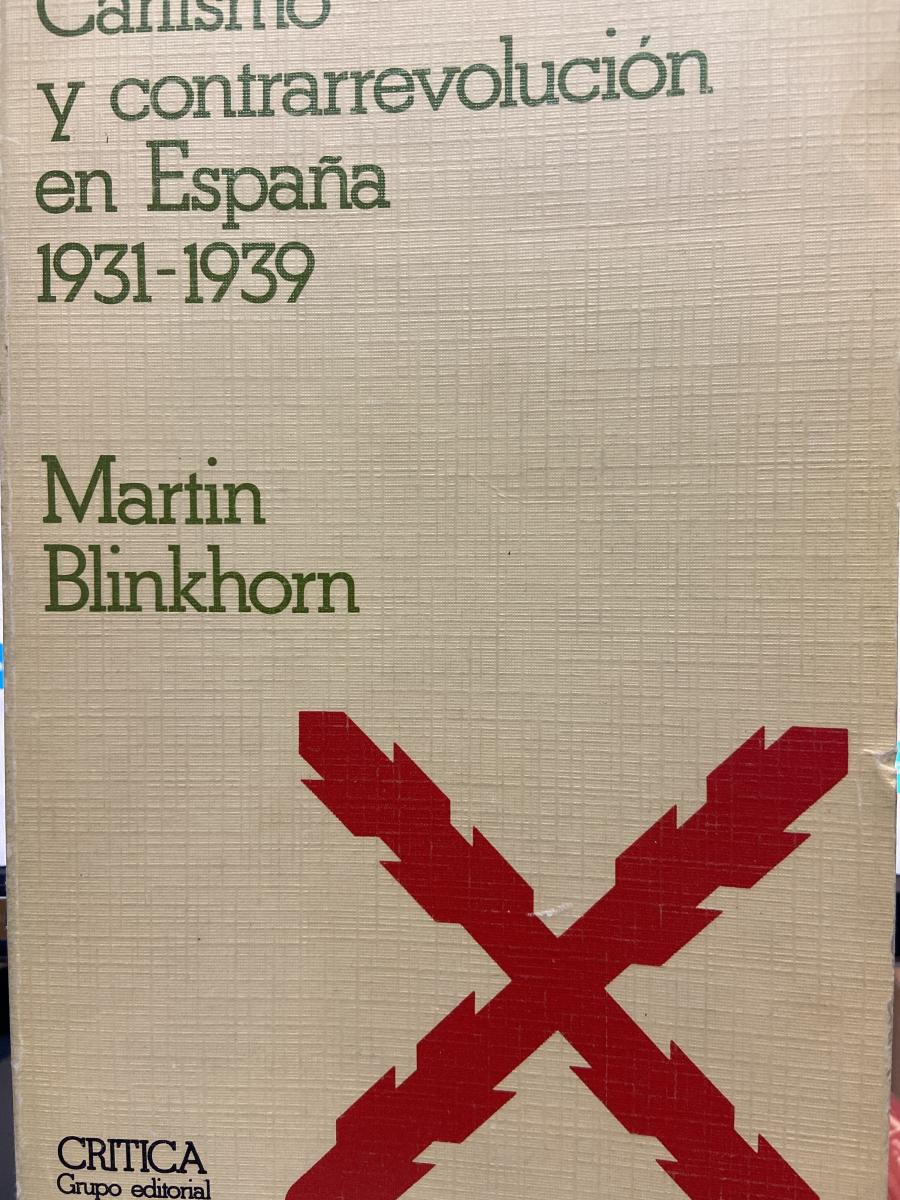 Carlismo
y contrarrevolución
en España
1931-1939
Martin
Blinkhorn
CRITICA
Grupo editorial